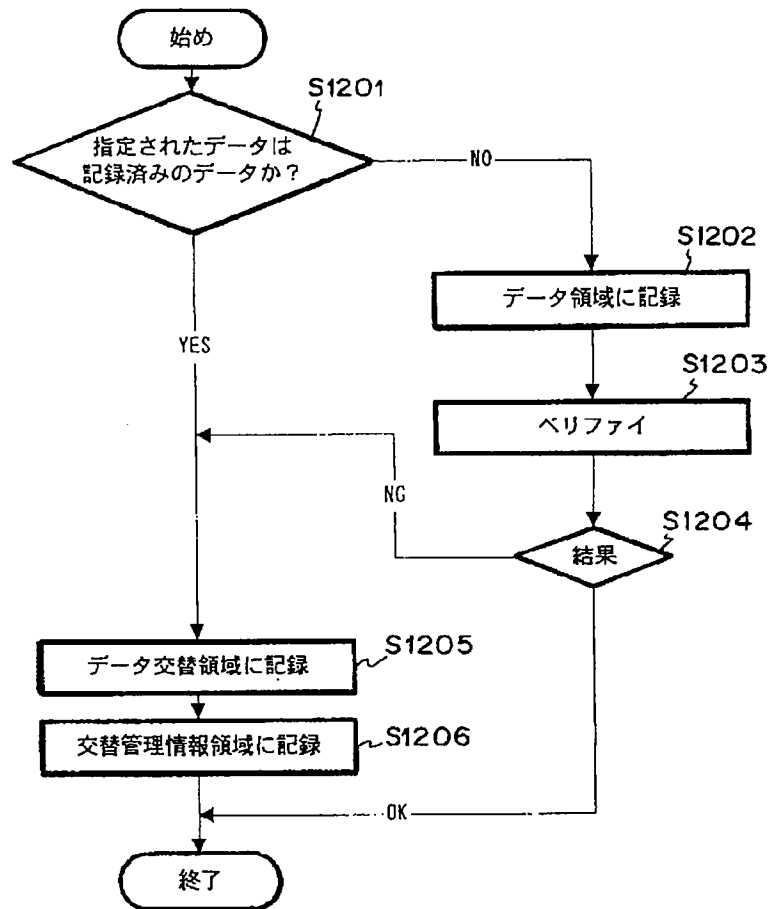 始め
S1201
指定されたデータは
記録済みのデータか?
NO
S1202
データ領域に記録
YES
S1203
ベリファイ
NG
S1204
結果
S1205
データ交替領域に記録
S1206
交替管理情報領域に記録
OK
終了